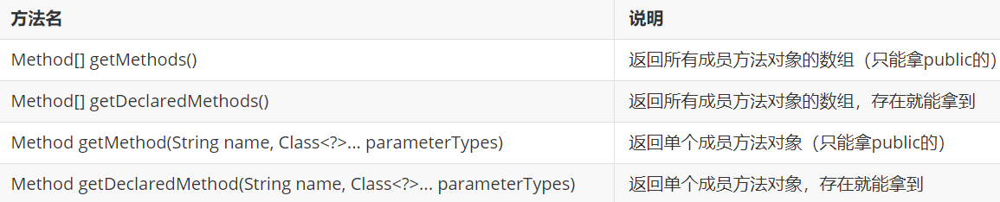 方法名 说明
Method[] getMethods() 返回所有成员方法对象的数组（只能拿public的）
Method[] getDeclaredMethods() 返回所有成员方法对象的数组，存在就能拿到
Method getMethod(String name, Class<?>... parameterTypes) 返回单个成员方法对象（只能拿public的）
Method getDeclaredMethod(String name, Class<?>... parameterTypes) 返回单个成员方法对象，存在就能拿到